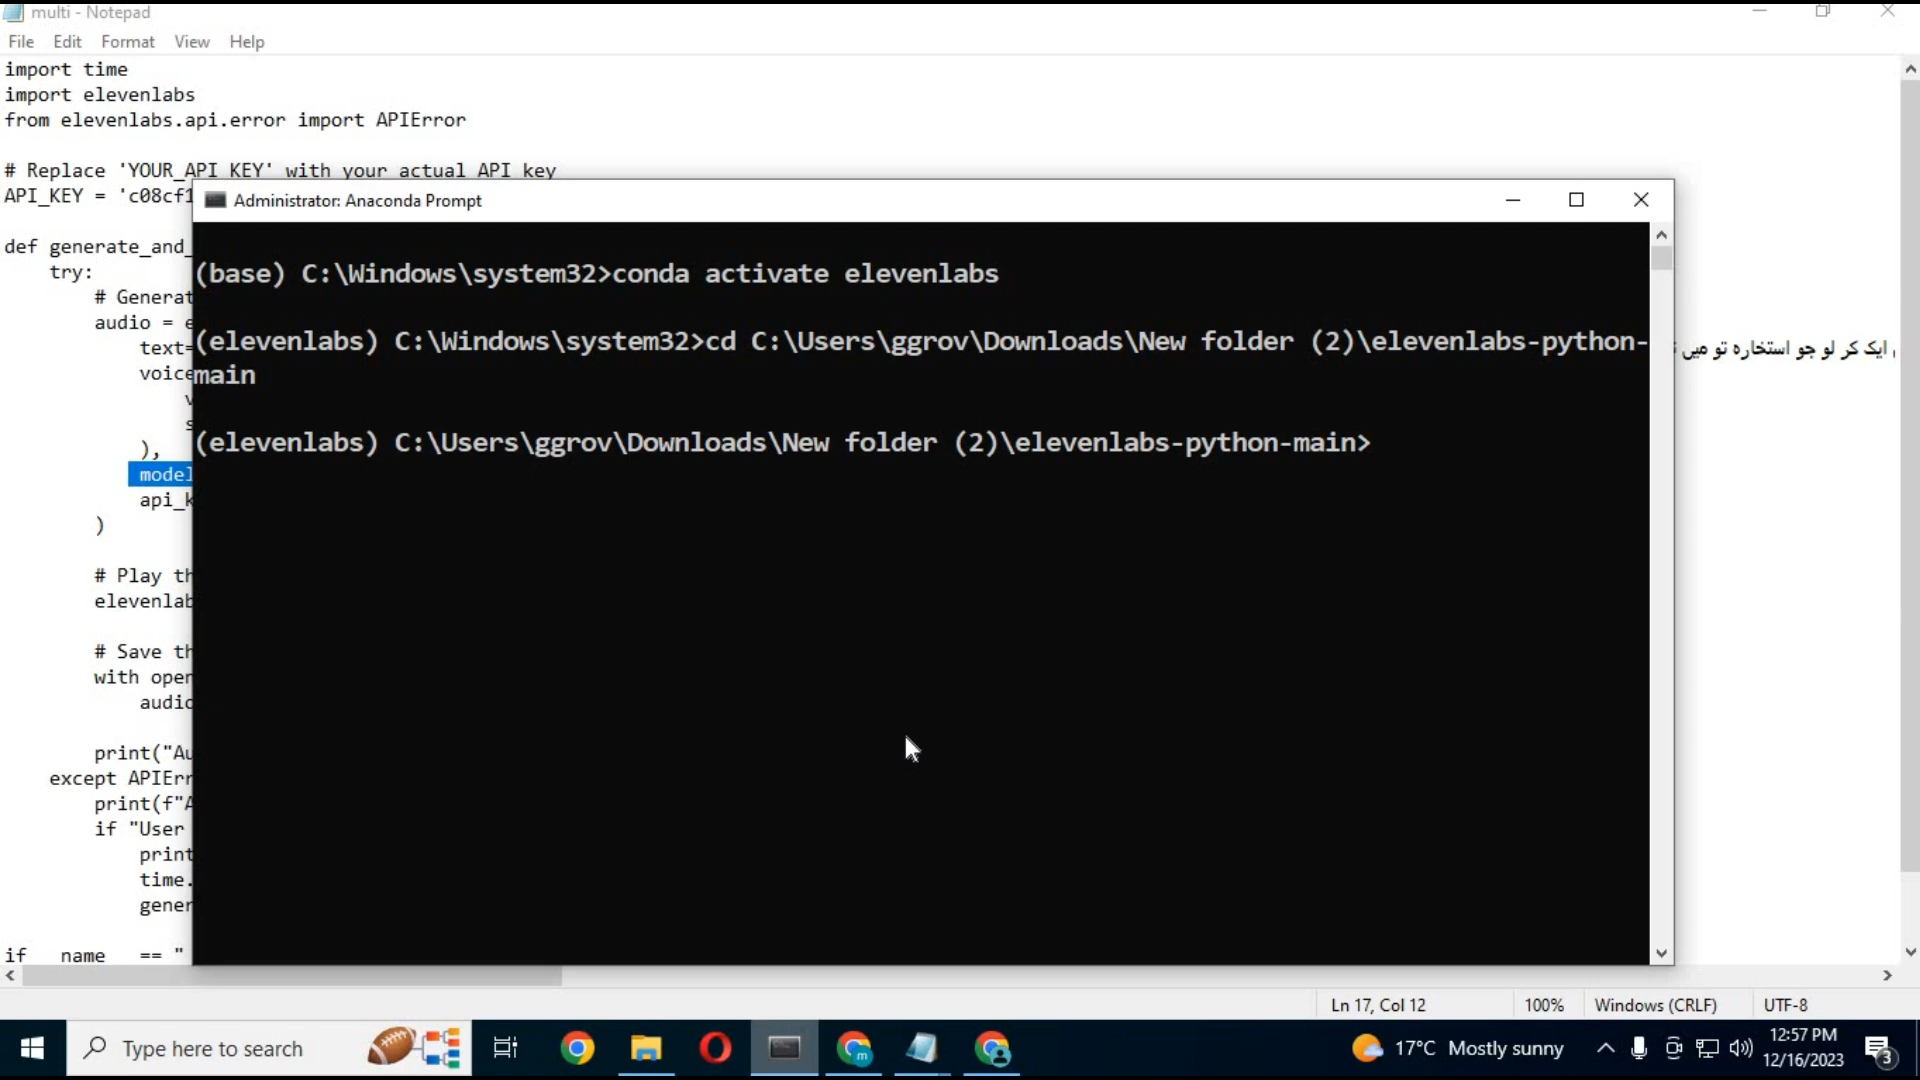 multi - Notepad
File Edit Format View Help
import time
import elevenlabs
from elevenlabs.api.error import APIError
# Replace 'YOUR_API_KEY' with your actual API key
API_KEY = 'c08cf1
def generate_and_
try:
# Generat
audio = e
text=
ایک کر لو جو استخارہ تو میں
voice
),
model
api_k
)
# Play th
elevenlab
# Save th
with open
audio
print("Au
except APIErr
print(f"A
if "User
print
time.
gener
if __name__ == "
Administrator: Anaconda Prompt
(base) C:\Windows\system32>conda activate elevenlabs
(elevenlabs) C:\Windows\system32>cd C:\Users\ggrov\Downloads\New folder (2)\elevenlabs-python-
main
(elevenlabs) C:\Users\ggrov\Downloads\New folder (2)\elevenlabs-python-main>
Ln 17, Col 12 100% Windows (CRLF) UTF-8
Type here to search
m
17°C Mostly sunny
12:57 PM
12/16/2023
3